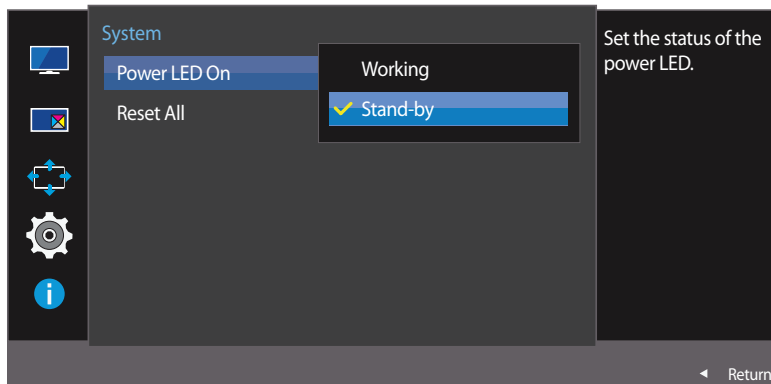 System
Power LED On
Working
Stand-by
Reset All
Set the status of the
power LED.
i
Return